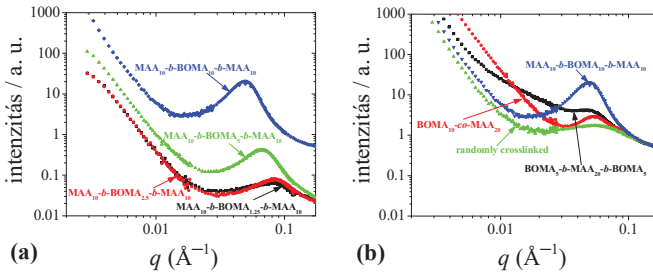 intenzitás / a. u.
1000
100
10
1
0.1
0.01
MAA10-b-BOMA10-b-MAA10
MAA10-b-BOMA5-b-MAA10
MAA10-b-BOMA2.5-b-MAA10
MAA10-b-BOMA1.25-b-MAA10
0.01
0.1
q (Å−1)
(a)
intenzitás / a. u.
1000
100
10
1
0.1
0.01
MAA10-b-BOMA10-b-MAA10
BOMA10-co-MAA20
randomly crosslinked
BOMA5-b-MAA20-b-BOMA5
0.01
0.1
q (Å−1)
(b)